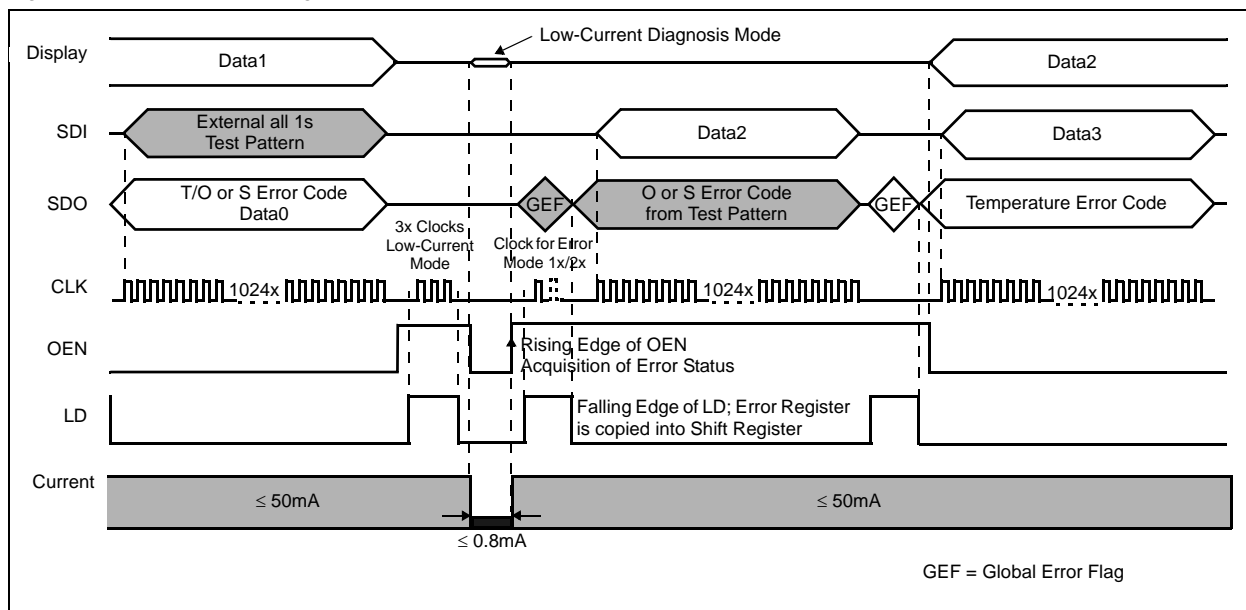 Low-Current Diagnosis Mode
Display
Data1
Data2
SDI
External all 1s
Test Pattern
Data2
Data3
SDO
T/O or S Error Code
Data0
GEF
O or S Error Code
from Test Pattern
GEF
Temperature Error Code
3x Clocks
Low-Current
Mode
Clock for Error
Mode 1x/2x
CLK
1024x
1024x
1024x
OEN
Rising Edge of OEN
Acquisition of Error Status
LD
Falling Edge of LD; Error Register
is copied into Shift Register
Current
≤ 50mA
≤ 50mA
≤ 0.8mA
GEF = Global Error Flag